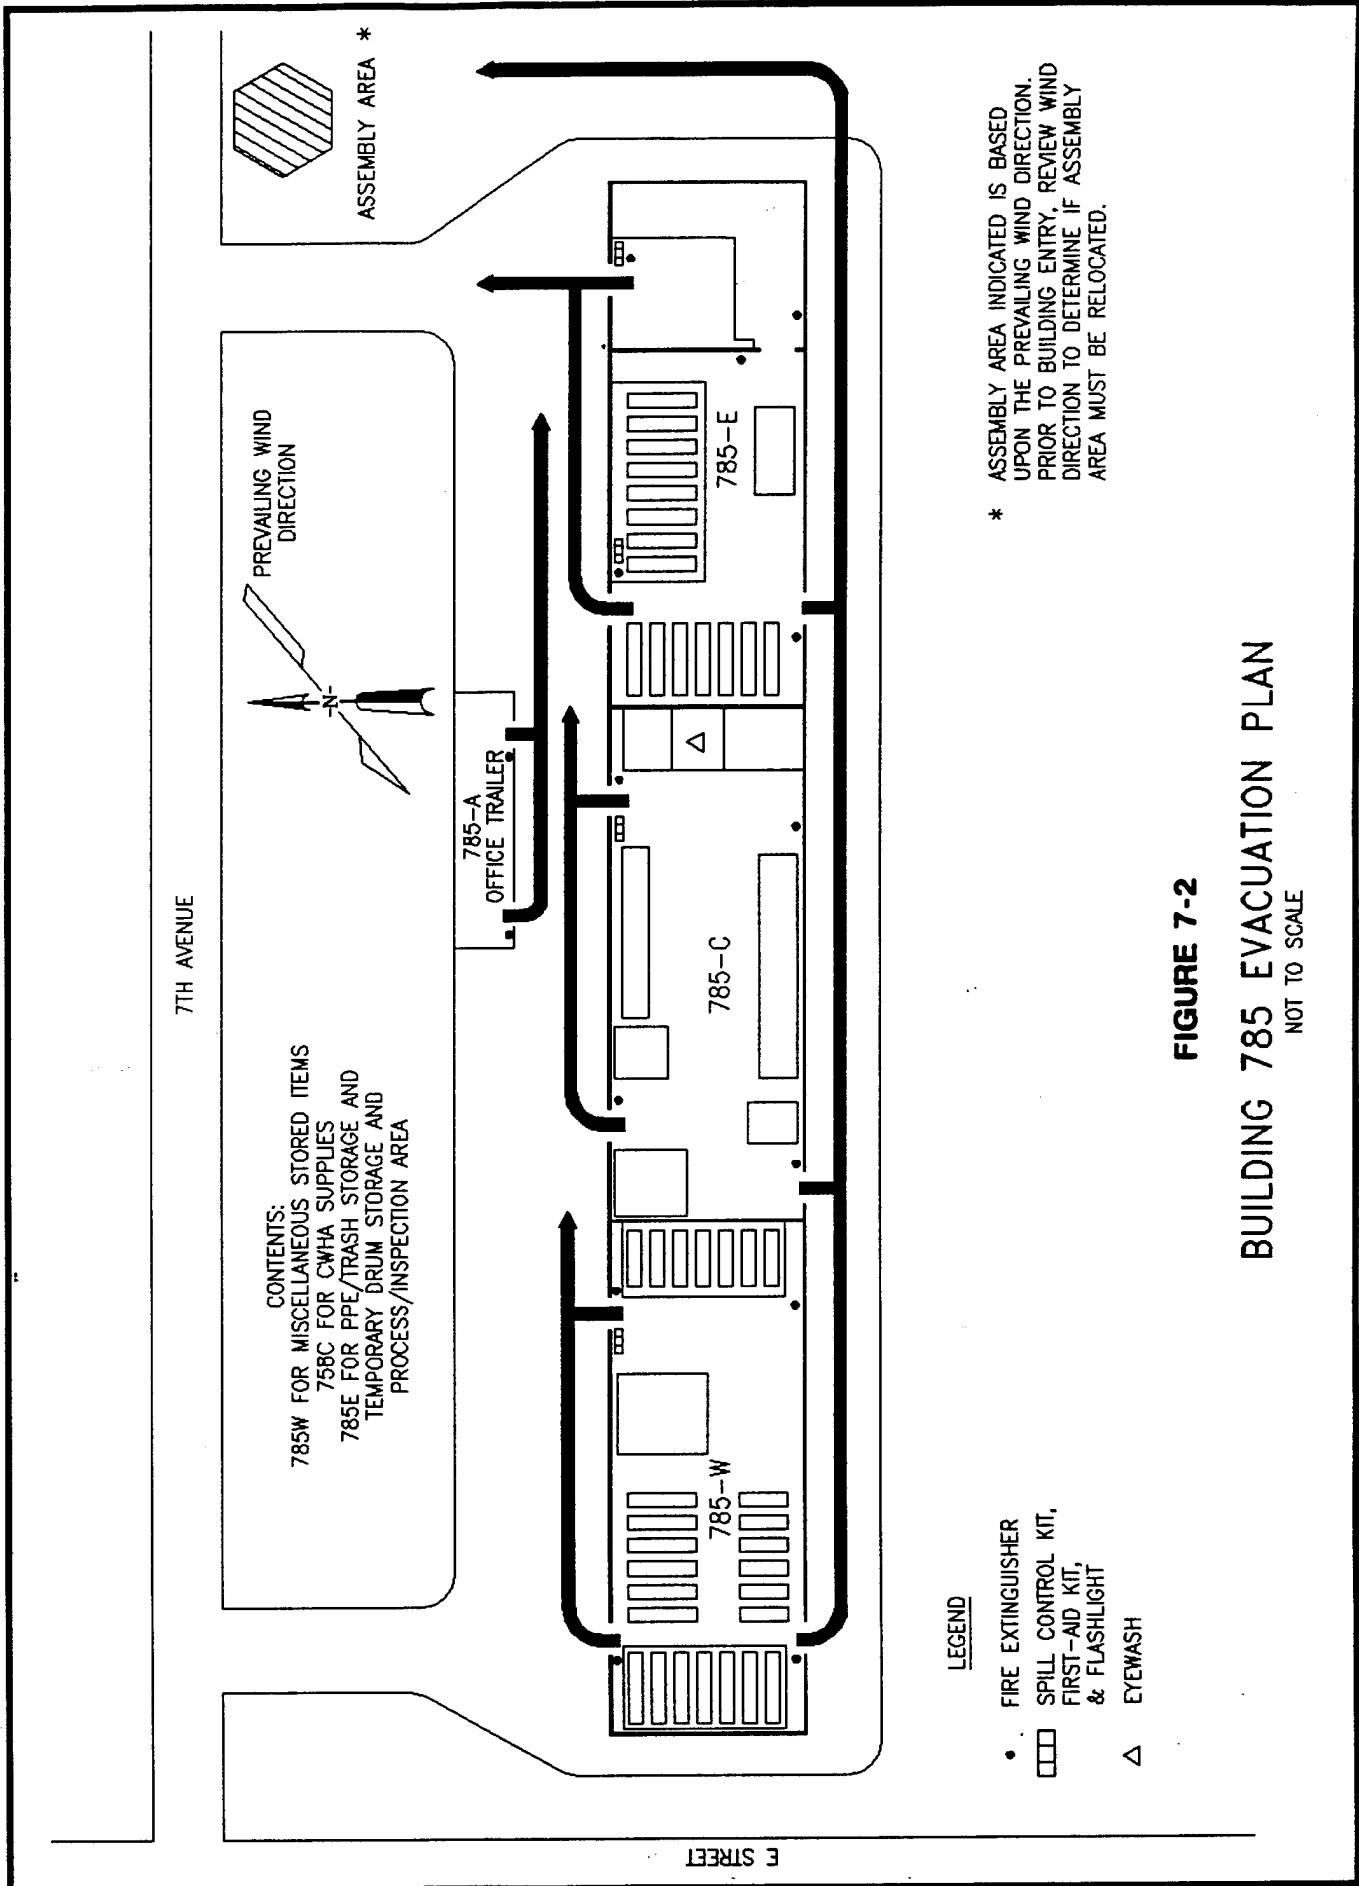 7TH AVENUE
ASSEMBLY AREA *
PREVAILING WIND
DIRECTION
-N-
CONTENTS:
785W FOR MISCELLANEOUS STORED ITEMS
758C FOR CWHA SUPPLIES
785E FOR PPE/TRASH STORAGE AND
TEMPORARY DRUM STORAGE AND
PROCESS/INSPECTION AREA
785-A
OFFICE TRAILER
785-W
785-C
785-E
E STREET
LEGEND
FIRE EXTINGUISHER
SPILL CONTROL KIT,
FIRST-AID KIT,
& FLASHLIGHT
EYEWASH
* ASSEMBLY AREA INDICATED IS BASED
UPON THE PREVAILING WIND DIRECTION.
PRIOR TO BUILDING ENTRY, REVIEW WIND
DIRECTION TO DETERMINE IF ASSEMBLY
AREA MUST BE RELOCATED.
FIGURE 7-2
BUILDING 785 EVACUATION PLAN
NOT TO SCALE